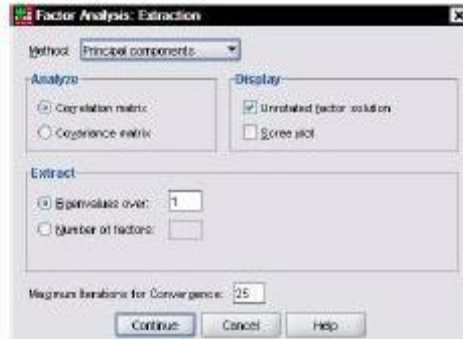 Factor Analysis: Extraction
Method: Principal components
Analyze
Correlation matrix
Covariance matrix
Display
Unrotated factor solution
Scree plot
Extract
Eigenvalues over: 1
Number of factors:
Maximum Iterations for Convergence: 25
Continue Cancel Help